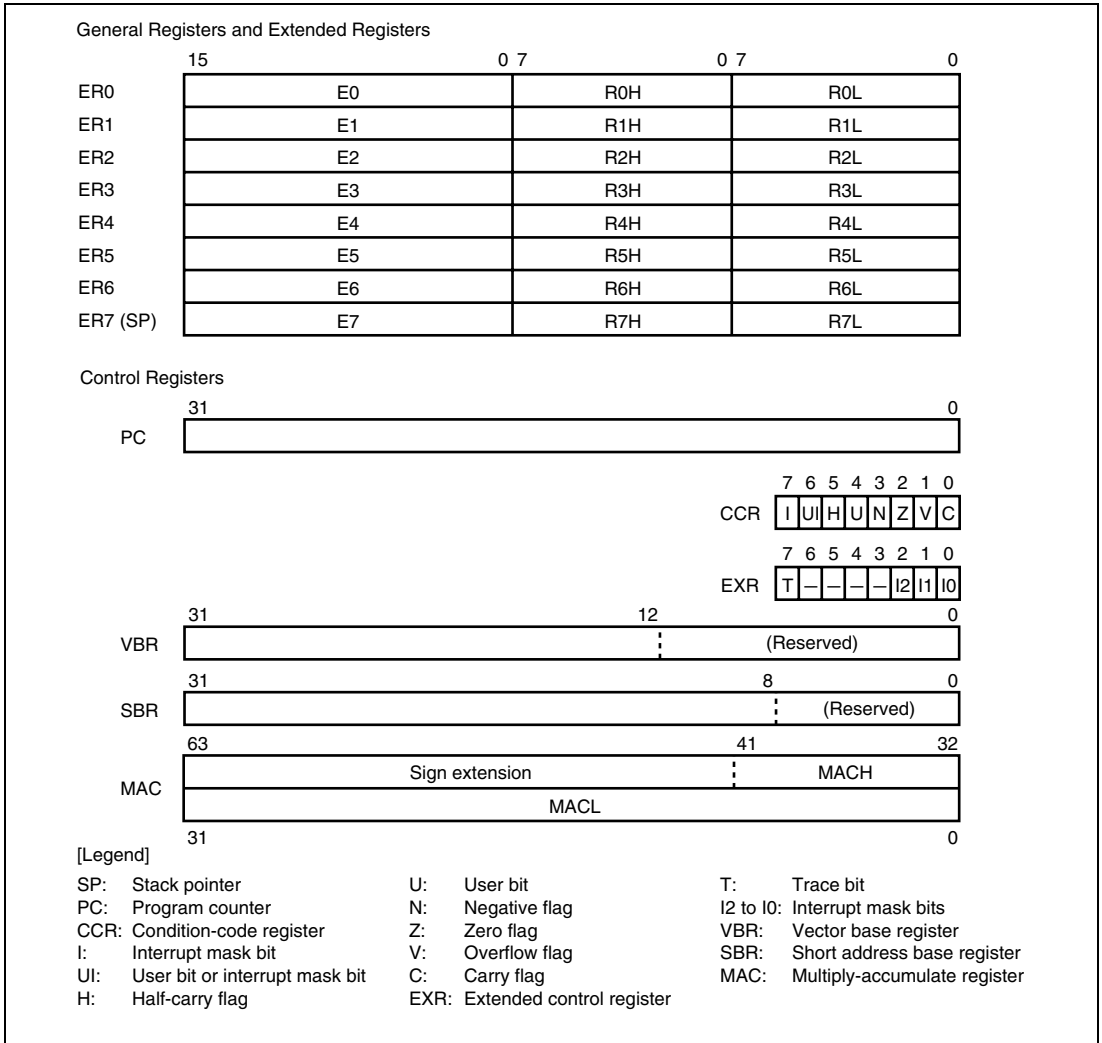 General Registers and Extended Registers
15 0 7 0 7 0
ER0 E0 R0H R0L
ER1 E1 R1H R1L
ER2 E2 R2H R2L
ER3 E3 R3H R3L
ER4 E4 R4H R4L
ER5 E5 R5H R5L
ER6 E6 R6H R6L
ER7 (SP) E7 R7H R7L
Control Registers
31 0
PC
7 6 5 4 3 2 1 0
CCR I UI H U N Z V C
7 6 5 4 3 2 1 0
EXR T — — — — I2 I1 I0
31 12 0
VBR (Reserved)
31 8 0
SBR (Reserved)
63 41 32
MAC Sign extension MACH
MACL
31 0
[Legend]
SP: Stack pointer U: User bit T: Trace bit
PC: Program counter N: Negative flag I2 to I0: Interrupt mask bits
CCR: Condition-code register Z: Zero flag VBR: Vector base register
I: Interrupt mask bit V: Overflow flag SBR: Short address base register
UI: User bit or interrupt mask bit C: Carry flag MAC: Multiply-accumulate register
H: Half-carry flag EXR: Extended control register